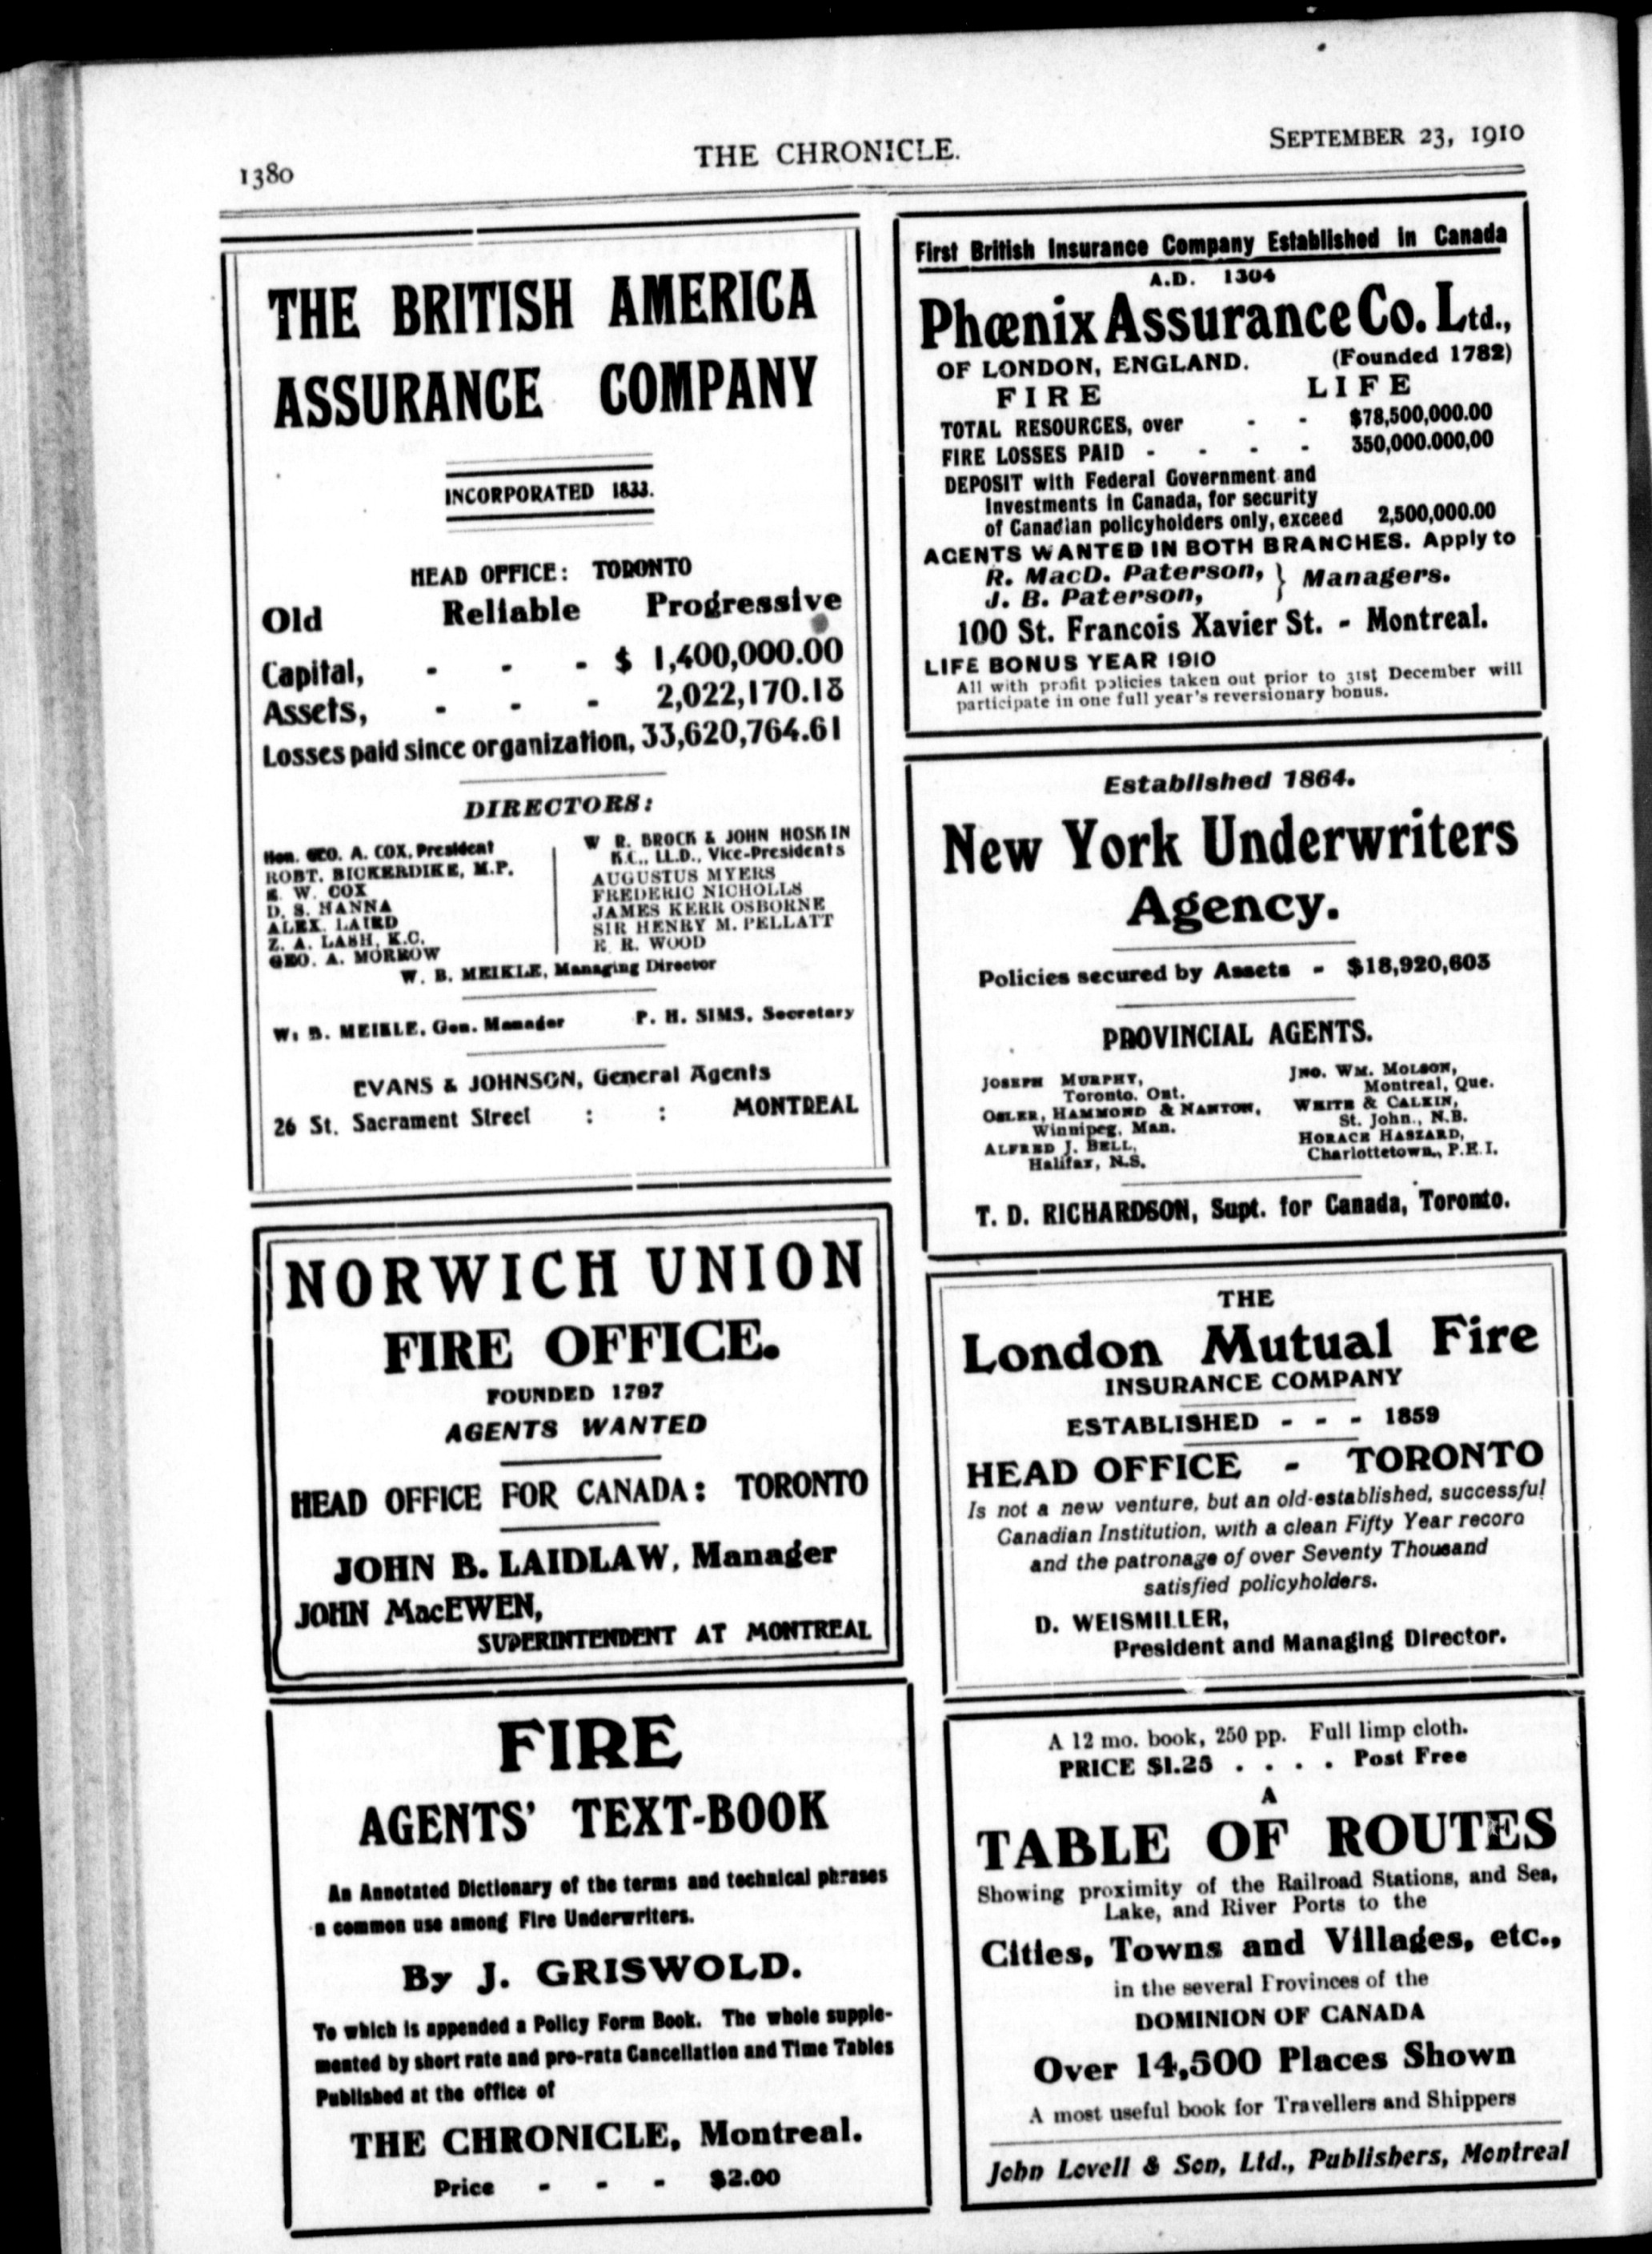 1380
THE CHRONICLE.
SEPTEMBER 23, 1910
THE BRITISH AMERICA
ASSURANCE COMPANY
INCORPORATED 1833.
HEAD OFFICE: TORONTO
Old Reliable Progressive
Capital, - - - $ 1,400,000.00
Assets, - - - 2,022,170.18
Losses paid since organization, 33,620,764.61
DIRECTORS:
Hon. GEO. A. COX, President
ROBT. BICKERDIKE, M.P.
E. W. COX
D. B. HANNA
ALEX. LAIRD
Z. A. LASH, K.C.
GEO. A. MORROW
W R. BROCK & JOHN HOSKIN
K.C., LL.D., Vice-Presidents
AUGUSTUS MYERS
FREDERIC NICHOLLS
JAMES KERR OSBORNE
SIR HENRY M. PELLATT
E. R. WOOD
W. B. MEIKLE, Managing Director
W. B. MEIKLE, Gen. Manager P. H. SIMS, Secretary
EVANS & JOHNSON, General Agents
26 St. Sacrament Street : : MONTREAL
NORWICH UNION
FIRE OFFICE.
FOUNDED 1797
AGENTS WANTED
HEAD OFFICE FOR CANADA: TORONTO
JOHN B. LAIDLAW, Manager
JOHN MacEWEN,
SUPERINTENDENT AT MONTREAL
FIRE
AGENTS' TEXT-BOOK
An Annotated Dictionary of the terms and technical phrases
n common use among Fire Underwriters.
By J. GRISWOLD.
To which is appended a Policy Form Book. The whole supple-
mented by short rate and pro-rata Cancellation and Time Tables
Published at the office of
THE CHRONICLE, Montreal.
Price - - - $2.00
First British Insurance Company Established in Canada
A.D. 1804
Phœnix Assurance Co. Ltd.,
OF LONDON, ENGLAND. (Founded 1782)
FIRE LIFE
TOTAL RESOURCES, over - - $78,500,000.00
FIRE LOSSES PAID - - - - 350,000.000,00
DEPOSIT with Federal Government and
Investments in Canada, for security
of Canadian policyholders only, exceed 2,500,000.00
AGENTS WANTED IN BOTH BRANCHES. Apply to
R. MacD. Paterson, } Managers.
J. B. Paterson,
100 St. Francois Xavier St. - Montreal.
LIFE BONUS YEAR 1910
All with profit policies taken out prior to 31st December will
participate in one full year's reversionary bonus.
Established 1864.
New York Underwriters
Agency.
Policies secured by Assets - $18,920,603
PROVINCIAL AGENTS.
JOSEPH MURPHY,
Toronto, Ont.
OSLER, HAMMOND & NANTON,
Winnipeg, Man.
ALFRED J. BELL,
Halifax, N.S.
JNO. WM. MOLSON,
Montreal, Que.
WHITE & CALKIN,
St. John., N.B.
HORACE HASZARD,
Charlottetown., P.E.I.
T. D. RICHARDSON, Supt. for Canada, Toronto.
THE
London Mutual Fire
INSURANCE COMPANY
ESTABLISHED - - - 1859
HEAD OFFICE - TORONTO
Is not a new venture, but an old-established, successful
Canadian Institution, with a clean Fifty Year record
and the patronage of over Seventy Thousand
satisfied policyholders.
D. WEISMILLER,
President and Managing Director.
A 12 mo. book, 250 pp. Full limp cloth.
PRICE $1.25 . . . . Post Free
A
TABLE OF ROUTES
Showing proximity of the Railroad Stations, and Sea,
Lake, and River Ports to the
Cities, Towns and Villages, etc.,
in the several Provinces of the
DOMINION OF CANADA
Over 14,500 Places Shown
A most useful book for Travellers and Shippers
John Lovell & Son, Ltd., Publishers, Montreal